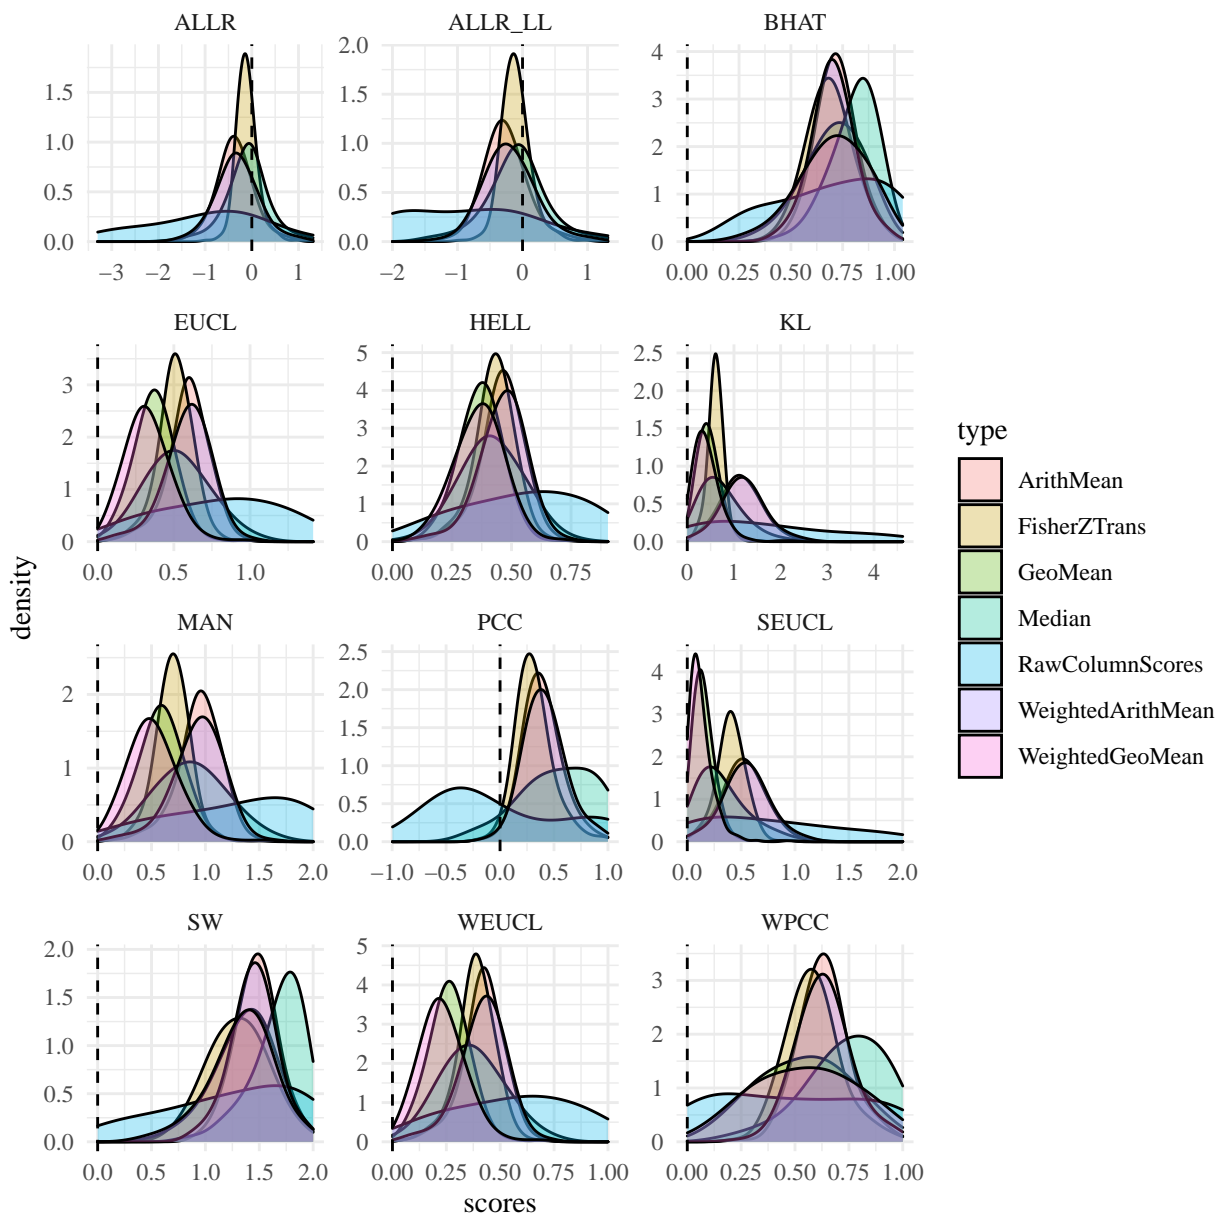 ALLR ALLR_LL BHAT
0.0 0.5 1.0 1.5
−3 −2 −1 0 1
0.0 0.5 1.0 1.5 2.0
−2 −1 0 1
0 1 2 3 4
0.00 0.25 0.50 0.75 1.00
EUCL HELL KL
0 1 2 3
0.0 0.5 1.0
0 1 2 3 4 5
0.00 0.25 0.50 0.75
0.0 0.5 1.0 1.5 2.0 2.5
0 1 2 3 4
MAN PCC SEUCL
0 1 2
0.0 0.5 1.0 1.5 2.0
0.0 0.5 1.0 1.5 2.0 2.5
−1.0 −0.5 0.0 0.5 1.0
0 1 2 3 4
0.0 0.5 1.0 1.5 2.0
SW WEUCL WPCC
0.0 0.5 1.0 1.5 2.0
0.0 0.5 1.0 1.5 2.0
0 1 2 3 4 5
0.00 0.25 0.50 0.75 1.00
0 1 2 3
0.00 0.25 0.50 0.75 1.00
density
scores
type
ArithMean
FisherZTrans
GeoMean
Median
RawColumnScores
WeightedArithMean
WeightedGeoMean